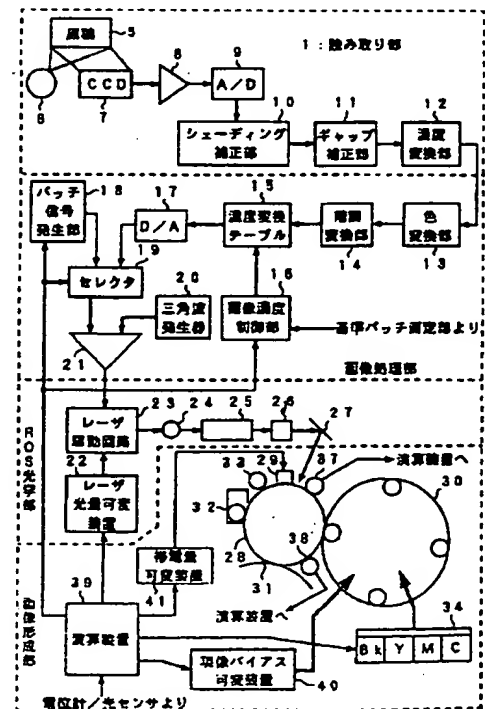 原稿
5
1：読み取り部
6
CCD
7
8
A/D
9
10
シェーディング
補正部
11
ギャップ
補正部
12
濃度
変換部
パッチ
信号
発生部
18
D/A
17
15
濃度変換
テーブル
階調
変換部
14
色
変換部
13
19
セレクタ
20
三角波
発生器
16
画像濃度
制御部
基準パッチ測定部より
21
画像処理部
ROS光学部
レーザ
駆動回路
23
24
25
26
27
22
レーザ
光量可変
装置
33
29
37
演算装置へ
30
32
28
38
31
帯電量
可変装置
41
演算装置へ
画像形成部
39
演算装置
34
Bk
Y
M
C
現像バイアス
可変装置
40
電位計/光センサより